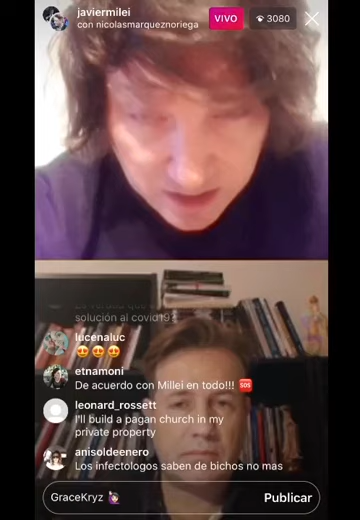 javiermilei
con nicolasmarqueznoriega
VIVO
3080
solución al covid19?
lucenaluc
😍😍😍
etnamoni
De acuerdo con Millei en todo!!! 🆘
leonard_rossett
I'll build a pagan church in my
private property
anisoldeenero
Los infectologos saben de bichos no mas
GraceKryz 🙋🏻‍♀️
Publicar